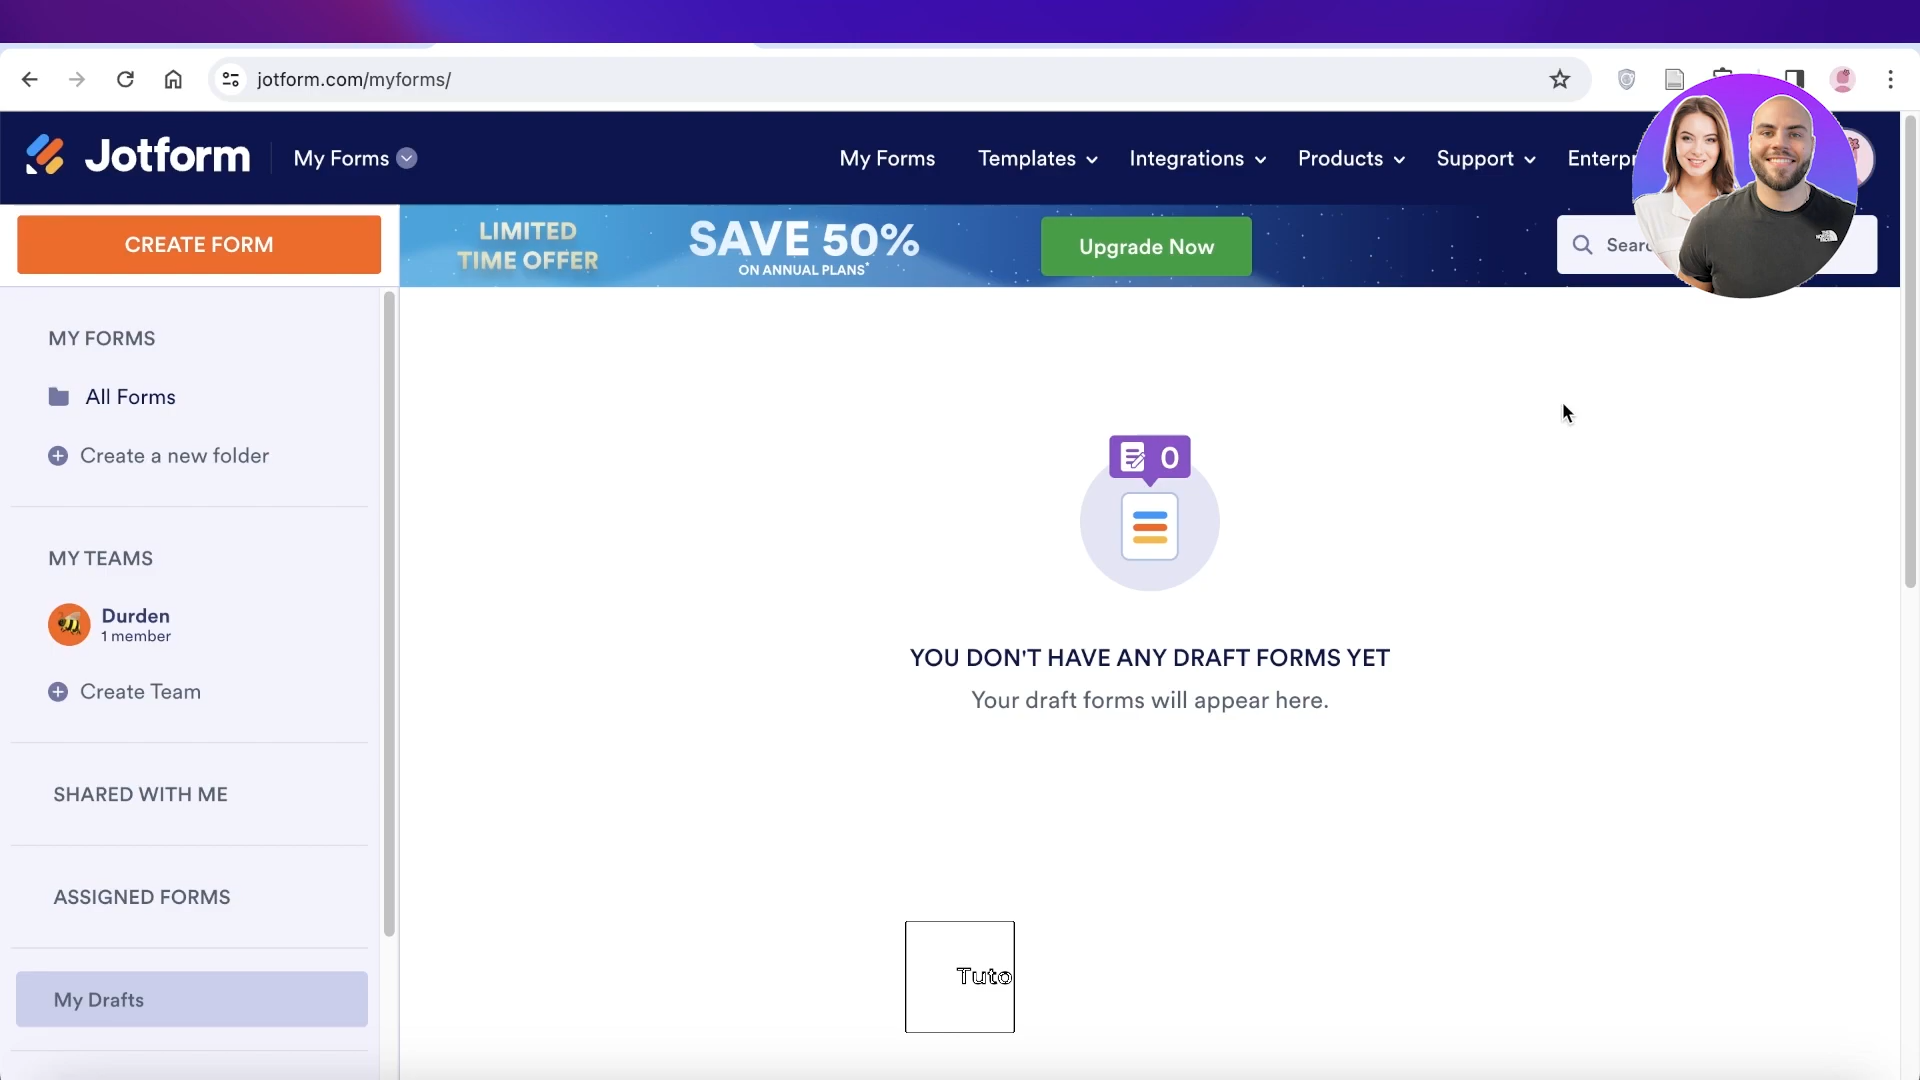 jotform.com/myforms/
Jotform
My Forms
My Forms
Templates
Integrations
Products
Support
CREATE FORM
LIMITED
TIME OFFER
SAVE 50%
ON ANNUAL PLANS*
Upgrade Now
MY FORMS
All Forms
Create a new folder
0
MY TEAMS
Durden
1 member
YOU DON'T HAVE ANY DRAFT FORMS YET
Create Team
Your draft forms will appear here.
SHARED WITH ME
ASSIGNED FORMS
Tuto
My Drafts